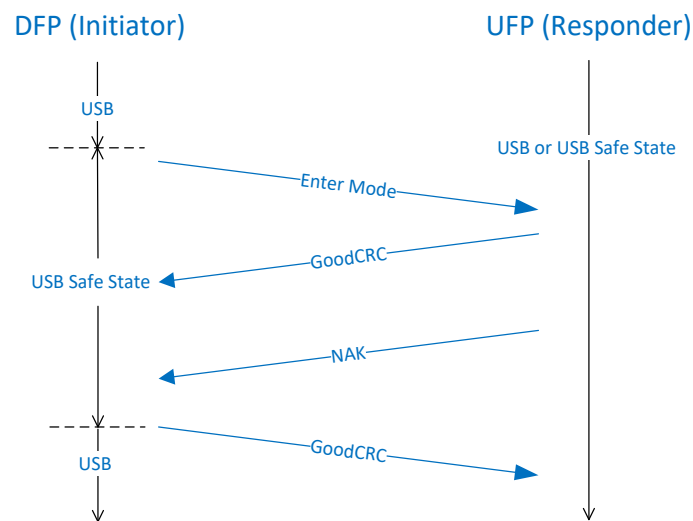 DFP (Initiator)
UFP (Responder)
USB
USB or USB Safe State
Enter Mode
GoodCRC
USB Safe State
NAK
GoodCRC
USB